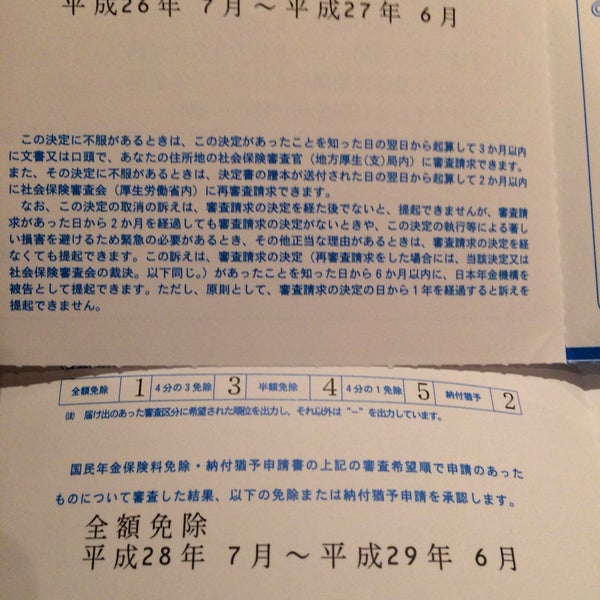 平成26年 7月～平成27年 6月
この決定に不服があるときは、この決定があったことを知った日の翌日から起算して3か月以内
に文書又は口頭で、あなたの住所地の社会保険審査官（地方厚生(支)局内）に審査請求できます。
また、その決定に不服があるときは、決定書の謄本が送付された日の翌日から起算して2か月以内
に社会保険審査会（厚生労働省内）に再審査請求できます。
なお、この決定の取消の訴えは、審査請求の決定を経た後でないと、提起できませんが、審査請
求があった日から2か月を経過しても審査請求の決定がないときや、この決定の執行等による著し
い損害を避けるため緊急の必要があるとき、その他正当な理由があるときは、審査請求の決定を経
なくても提起できます。この訴えは、審査請求の決定（再審査請求をした場合には、当該決定又は
社会保険審査会の裁決。以下同じ。）があったことを知った日から6か月以内に、日本年金機構を
被告として提起できます。ただし、原則として、審査請求の決定の日から1年を経過すると訴えを
提起できません。
全額免除 1 4分の3免除 3 半額免除 4 4分の1免除 5 納付猶予 2
(注) 届け出のあった審査区分に希望された順位を出力し、それ以外は“－”を出力しています。
国民年金保険料免除・納付猶予申請書の上記の審査希望順で申請のあった
ものについて審査した結果、以下の免除または納付猶予申請を承認します。
全額免除
平成28年 7月～平成29年 6月